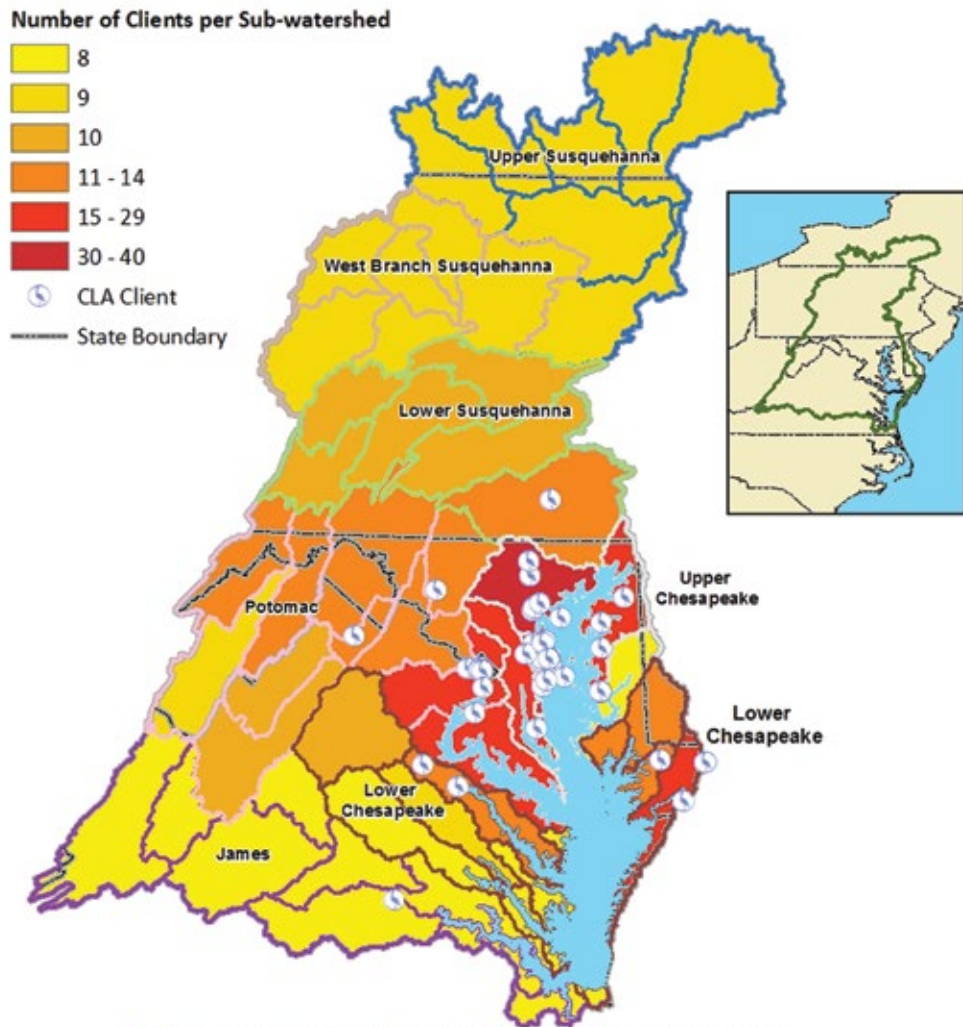 Number of Clients per Sub-watershed
8
9
10
11 - 14
15 - 29
30 - 40
CLA Client
State Boundary
Upper Susquehanna
West Branch Susquehanna
Lower Susquehanna
Upper
Chesapeake
Potomac
Lower
Chesapeake
Lower
Chesapeake
James